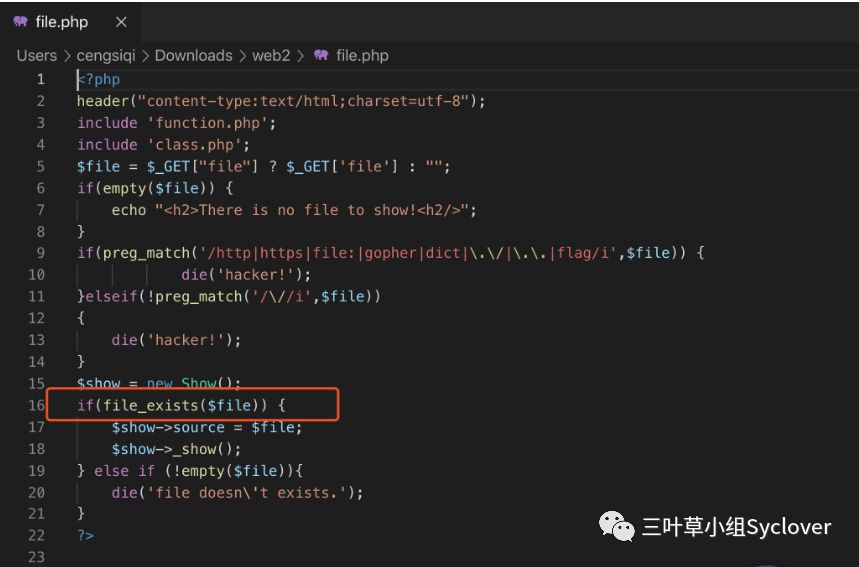 file.php ×
Users > cengsiqi > Downloads > web2 > file.php
1 <?php
2 header("content-type:text/html;charset=utf-8");
3 include 'function.php';
4 include 'class.php';
5 $file = $_GET["file"] ? $_GET['file'] : "";
6 if(empty($file)) {
7 echo "<h2>There is no file to show!<h2/>";
8 }
9 if(preg_match('/http|https|file:|gopher|dict|\.\/|\.\.|flag/i',$file)) {
10 die('hacker!');
11 }elseif(!preg_match('/\//i',$file))
12 {
13 die('hacker!');
14 }
15 $show = new Show();
16 if(file_exists($file)) {
17 $show->source = $file;
18 $show->_show();
19 } else if (!empty($file)){
20 die('file doesn\'t exists.');
21 }
22 ?>
23
三叶草小组Syclover